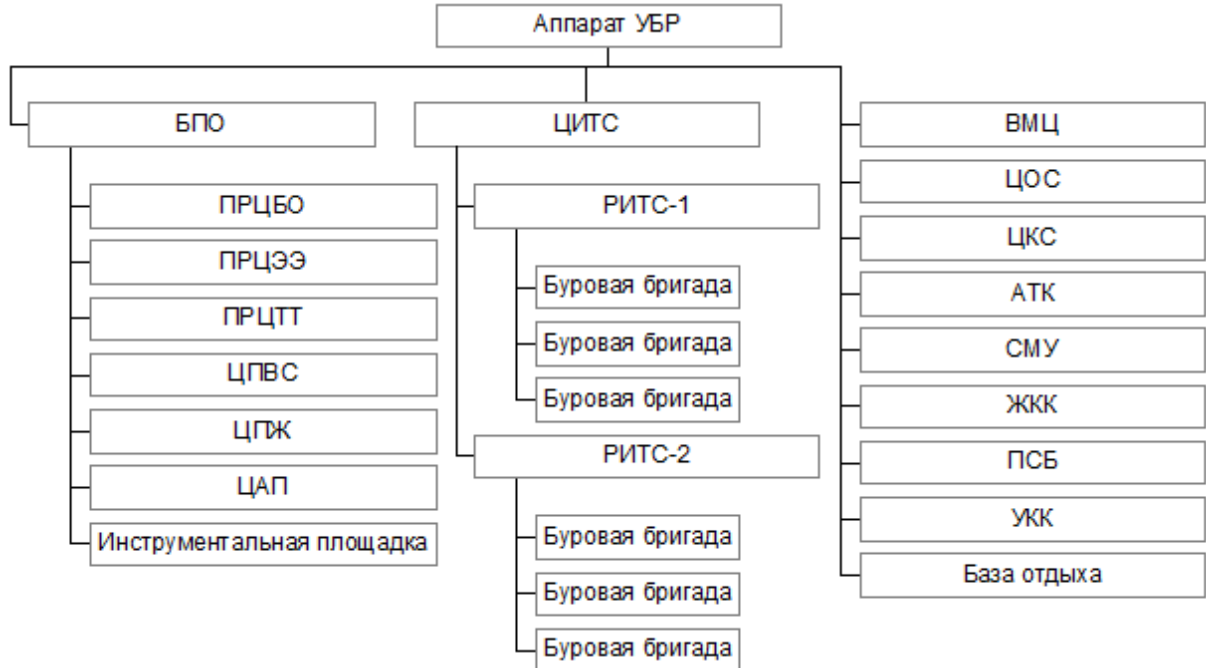 Аппарат УБР
БПО
ПРЦБО
ПРЦЭЭ
ПРЦТТ
ЦПВС
ЦПЖ
ЦАП
Инструментальная площадка
ЦИТС
РИТС-1
Буровая бригада
Буровая бригада
Буровая бригада
РИТС-2
Буровая бригада
Буровая бригада
Буровая бригада
ВМЦ
ЦОС
ЦКС
АТК
СМУ
ЖКК
ПСБ
УКК
База отдыха